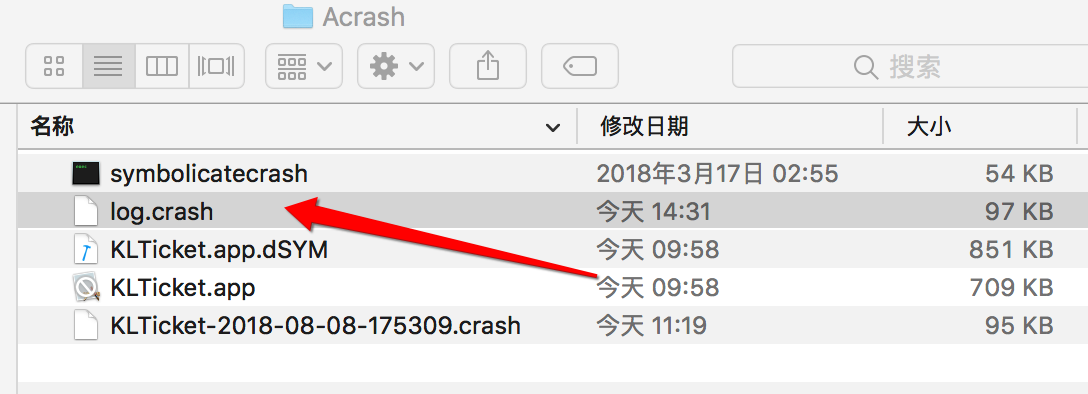 Acrash
搜索
名称 修改日期 大小
symbolicatecrash 2018年3月17日 02:55 54 KB
log.crash 今天 14:31 97 KB
KLTicket.app.dSYM 今天 09:58 851 KB
KLTicket.app 今天 09:58 709 KB
KLTicket-2018-08-08-175309.crash 今天 11:19 95 KB